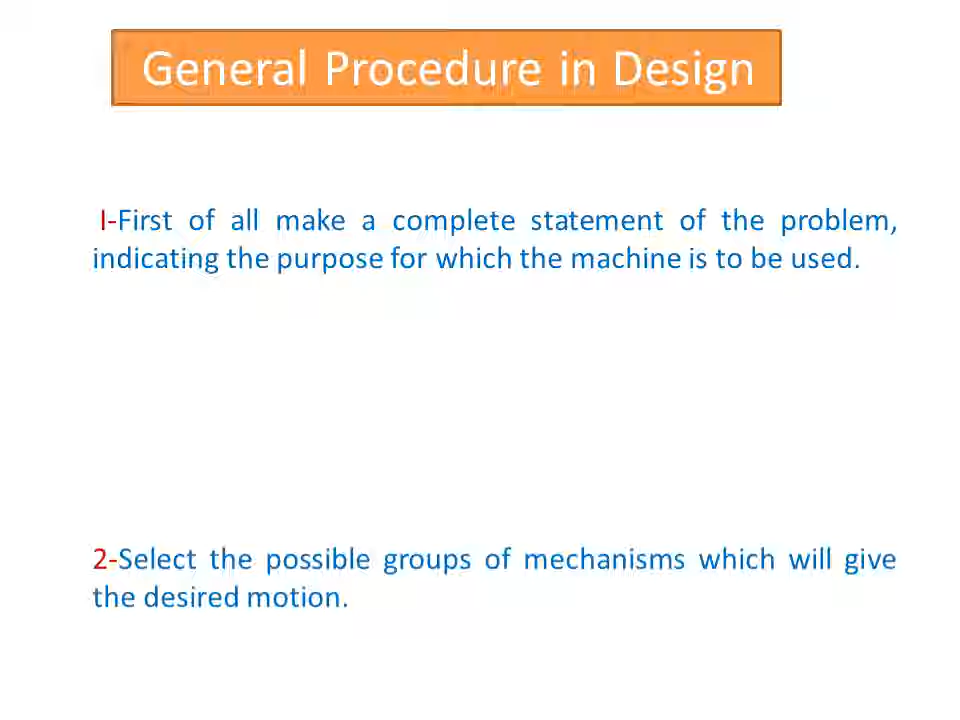 General Procedure in Design
I-First of all make a complete statement of the problem,
indicating the purpose for which the machine is to be used.
2-Select the possible groups of mechanisms which will give
the desired motion.